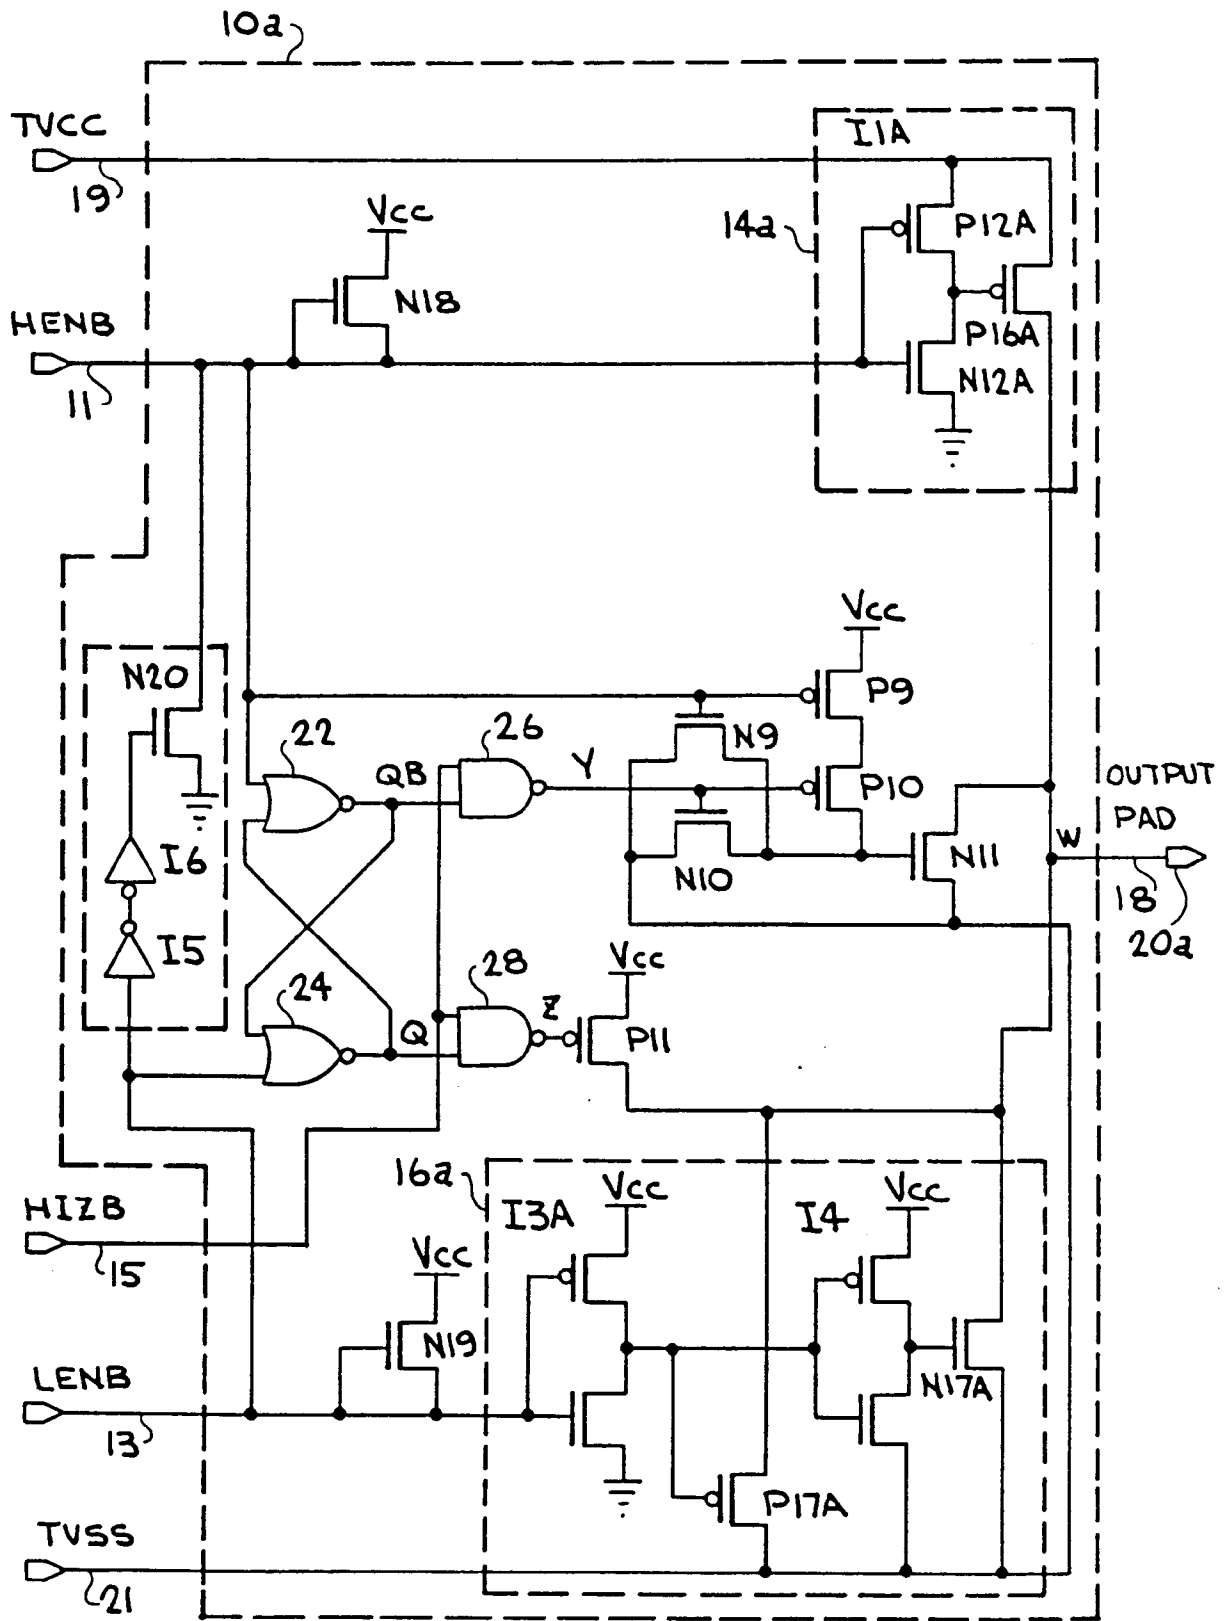 10a
TVCC
19
I1A
14a
P12A
VCC
N18
P16A
HENB
11
N12A
VCC
N20
P9
22
26
N9
QB
Y
P10
OUTPUT
PAD
I6
N10
N11
W
18
20a
I5
28
VCC
24
Z
Q
P11
16a
VCC
I3A
I4
VCC
HIZB
15
VCC
N19
LENB
13
N17A
P17A
TVSS
21